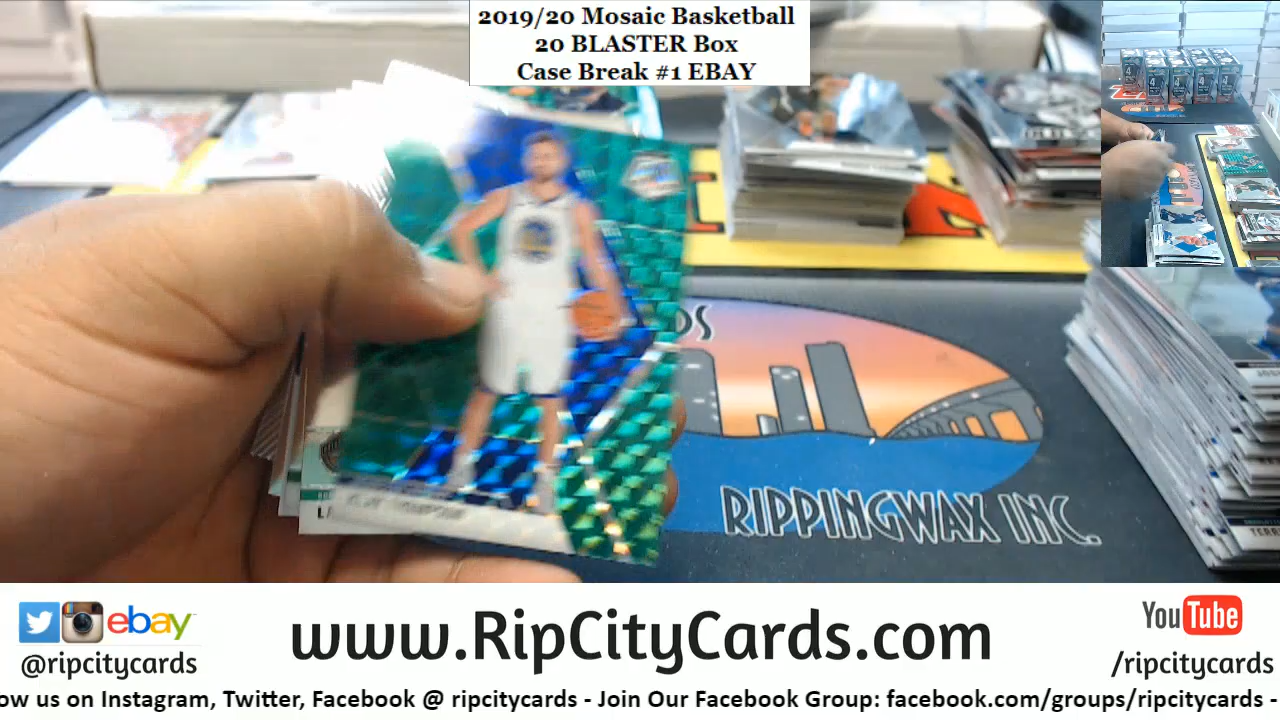 2019/20 Mosaic Basketball
20 BLASTER Box
Case Break #1 EBAY
RIPPINGWAX INC.
ebay
@ripcitycards
www.RipCityCards.com
YouTube
/ripcitycards
ow us on Instagram, Twitter, Facebook @ ripcitycards - Join Our Facebook Group: facebook.com/groups/ripcitycards -